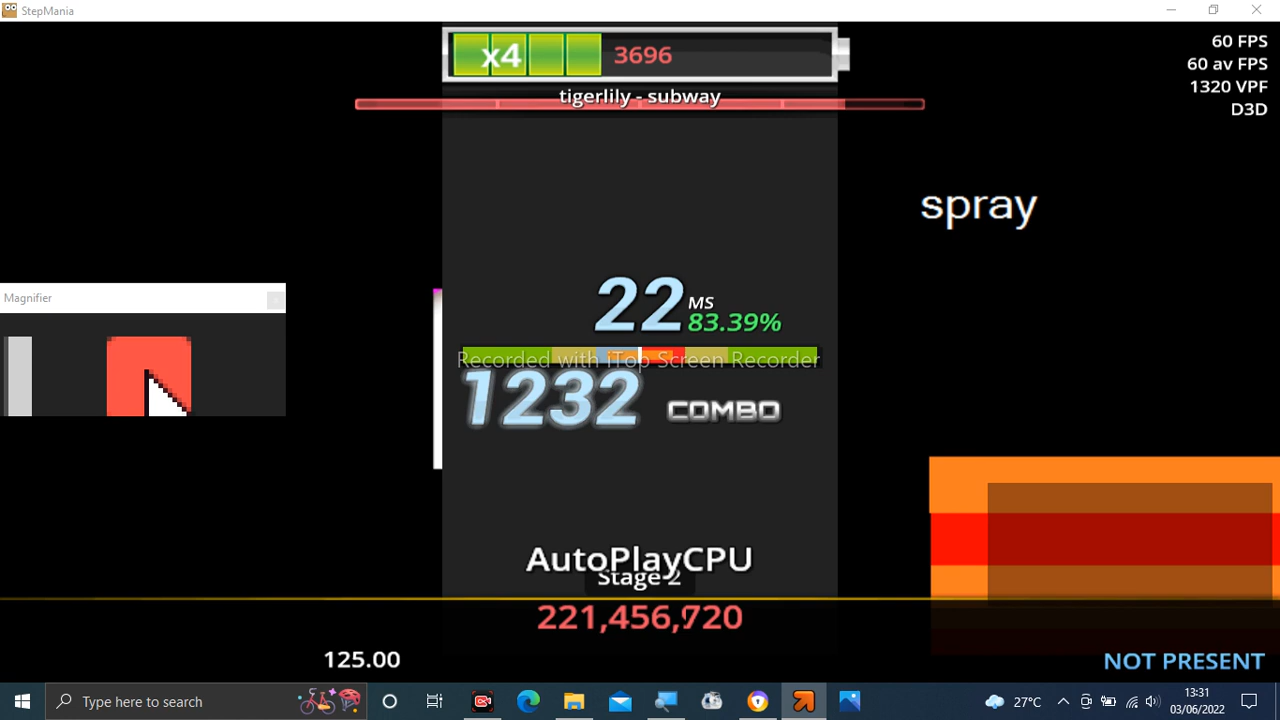 StepMania
60 FPS
60 av FPS
1320 VPF
D3D
x4 3696
tigerlily - subway
spray
Magnifier
22 MS
83.39%
Recorded with iTop Screen Recorder
1232 COMBO
AutoPlayCPU
Stage 2
221,456,720
125.00
NOT PRESENT
Type here to search
27°C
13:31
03/06/2022